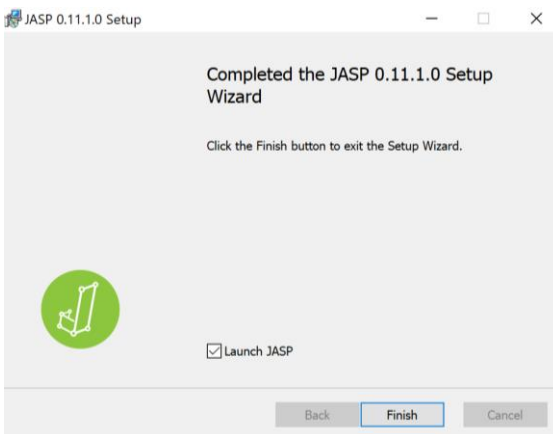 JASP 0.11.1.0 Setup
Completed the JASP 0.11.1.0 Setup
Wizard
Click the Finish button to exit the Setup Wizard.
Launch JASP
Back Finish Cancel